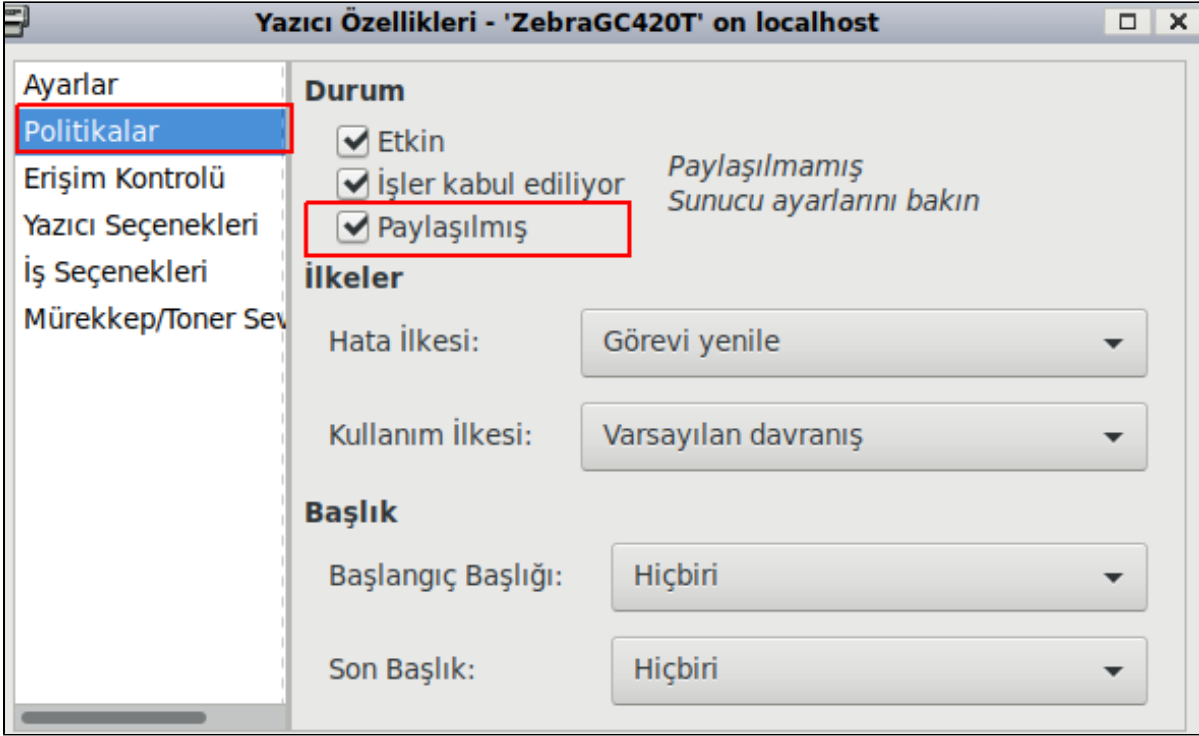 Yazıcı Özellikleri - 'ZebraGC420T' on localhost
Ayarlar
Politikalar
Erişim Kontrolü
Yazıcı Seçenekleri
İş Seçenekleri
Mürekkep/Toner Sev
Durum
Etkin
İşler kabul ediliyor
Paylaşılmış
Paylaşılmamış
Sunucu ayarlarını bakın
İlkeler
Hata İlkesi: Görevi yenile
Kullanım İlkesi: Varsayılan davranış
Başlık
Başlangıç Başlığı: Hiçbiri
Son Başlık: Hiçbiri